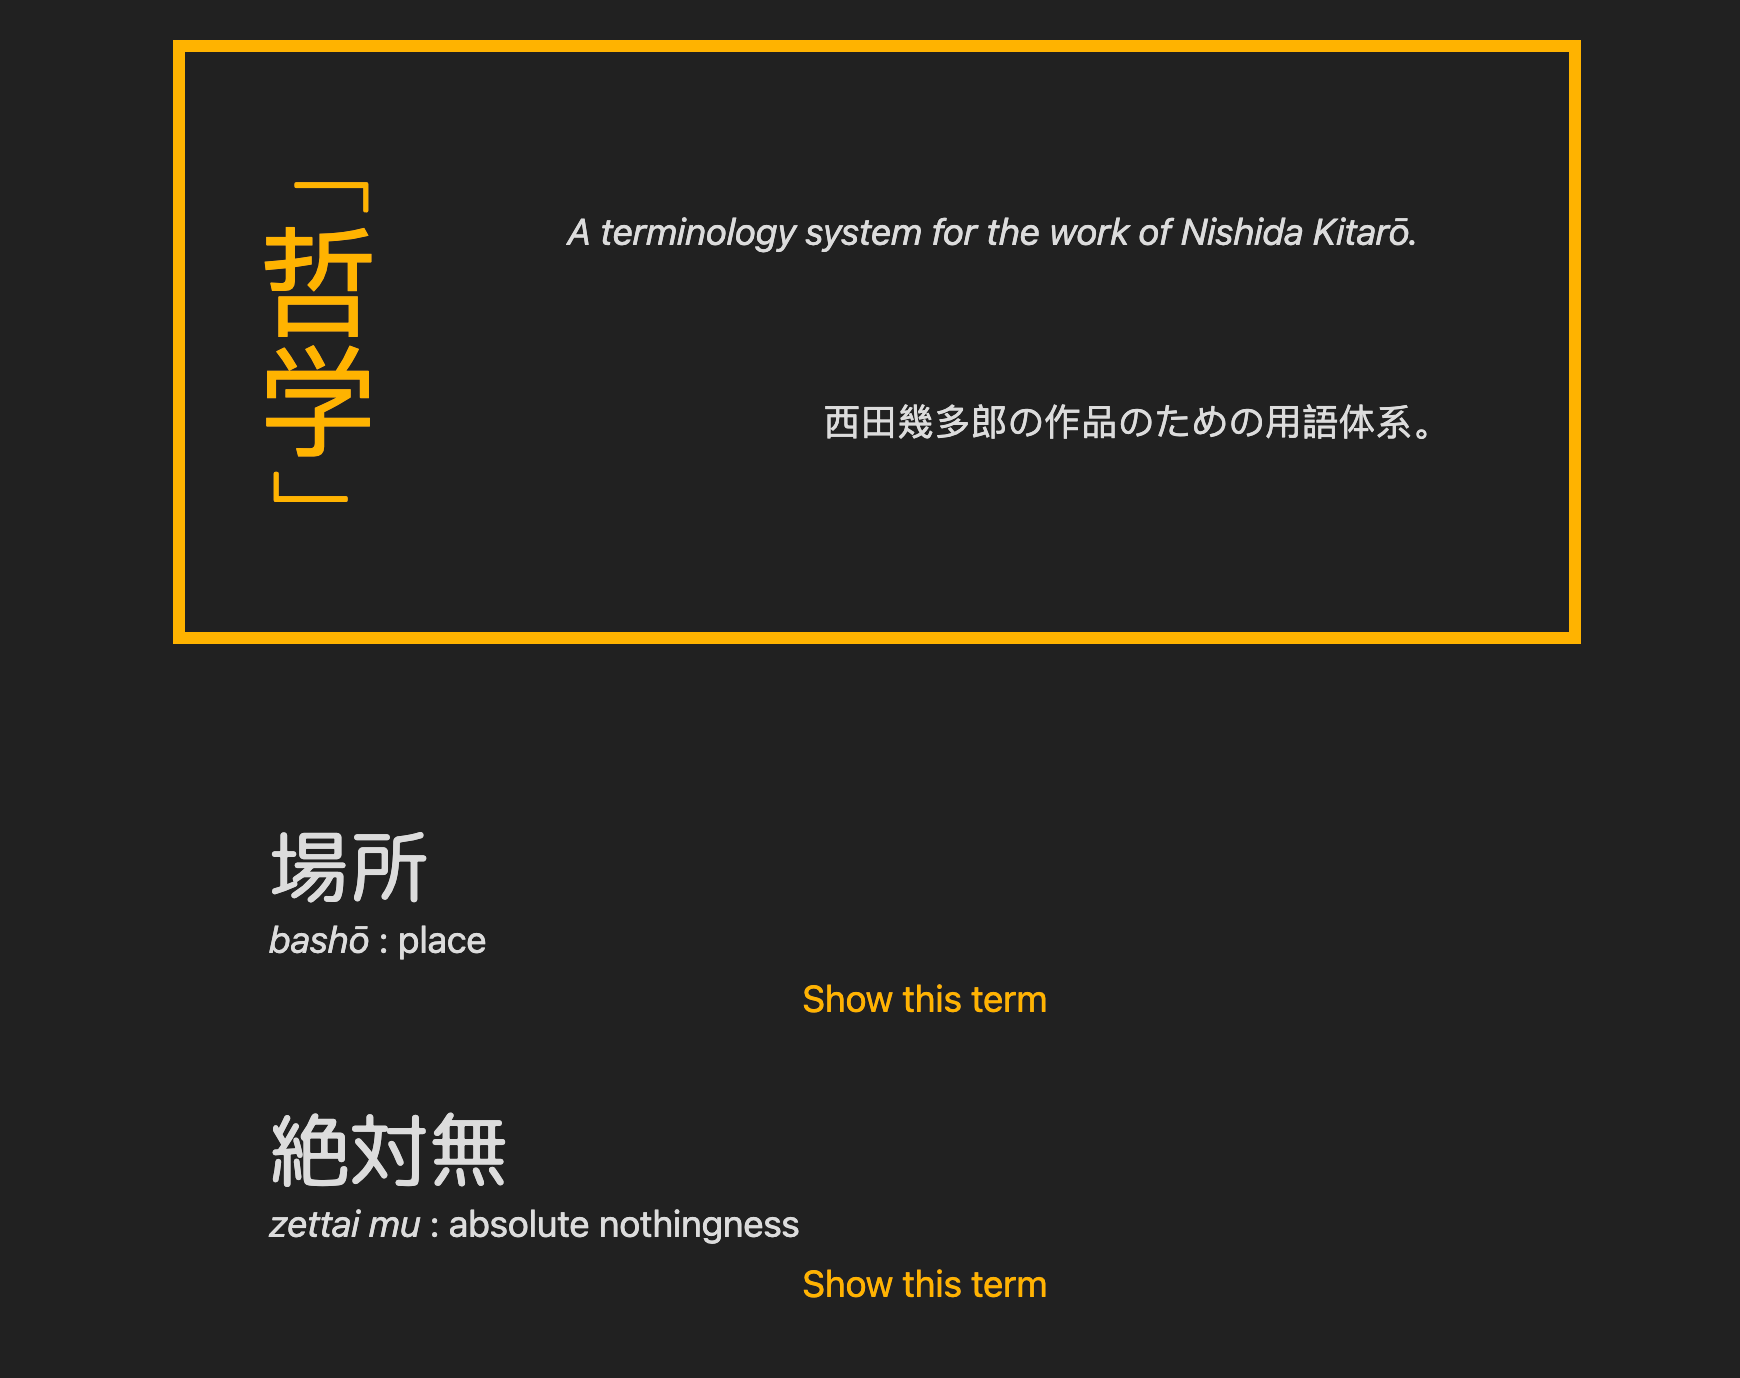 「哲学」
A terminology system for the work of Nishida Kitarō.
西田幾多郎の作品のための用語体系。
場所
bashō : place
Show this term
絶対無
zettai mu : absolute nothingness
Show this term